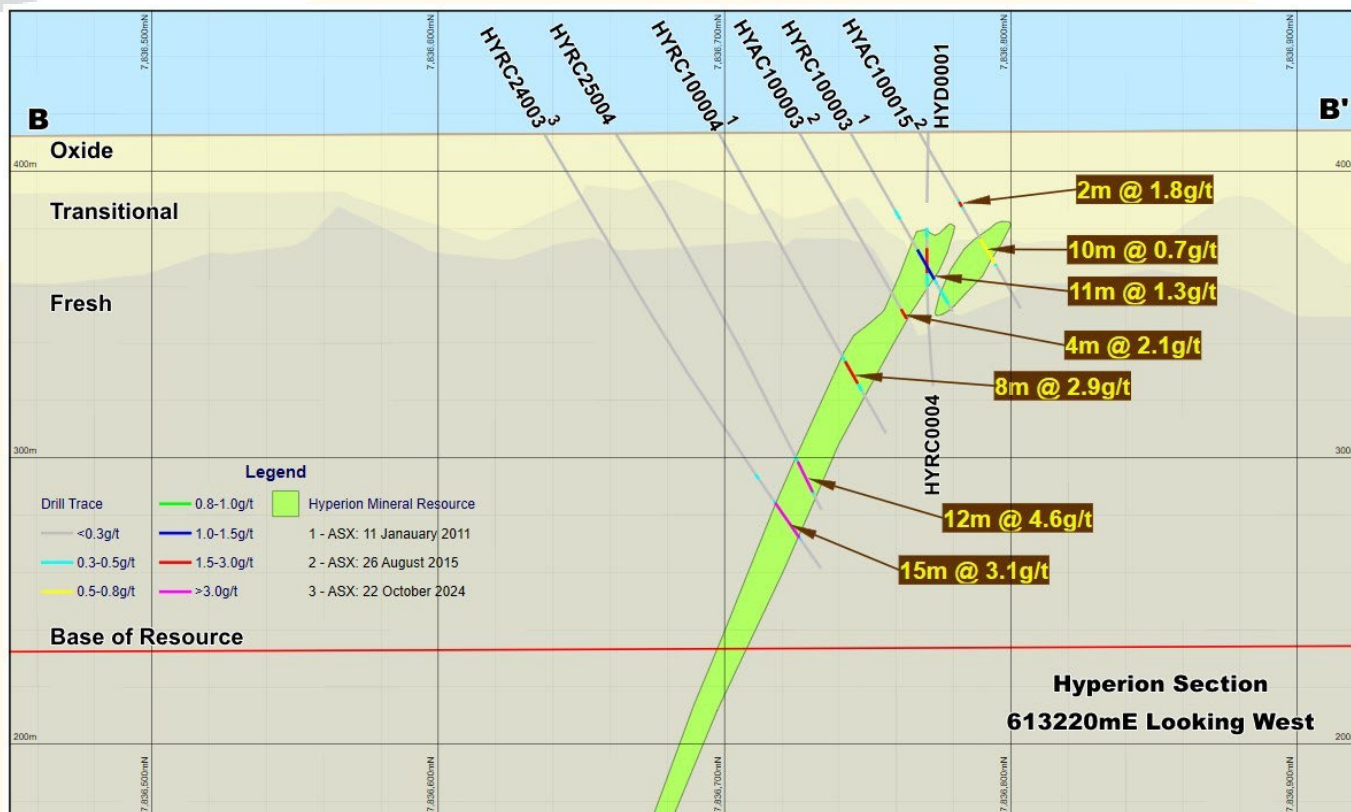 7,836,500mN
7,836,600mN
7,836,700mN
7,836,800mN
7,836,900mN
HYRC24003 3
HYRC25004
HYRC100004 1
HYAC100003 2
HYRC100003 1
HYAC100015 2
HYD0001
B
B'
Oxide
400m
400
Transitional
Fresh
2m @ 1.8g/t
10m @ 0.7g/t
11m @ 1.3g/t
4m @ 2.1g/t
8m @ 2.9g/t
HYRC0004
300m
300
12m @ 4.6g/t
15m @ 3.1g/t
Legend
Drill Trace
<0.3g/t
0.3-0.5g/t
0.5-0.8g/t
0.8-1.0g/t
1.0-1.5g/t
1.5-3.0g/t
>3.0g/t
Hyperion Mineral Resource
1 - ASX: 11 Janauary 2011
2 - ASX: 26 August 2015
3 - ASX: 22 October 2024
Base of Resource
Hyperion Section
613220mE Looking West
200m
200
7,836,500mN
7,836,600mN
7,836,700mN
7,836,800mN
7,836,900mN